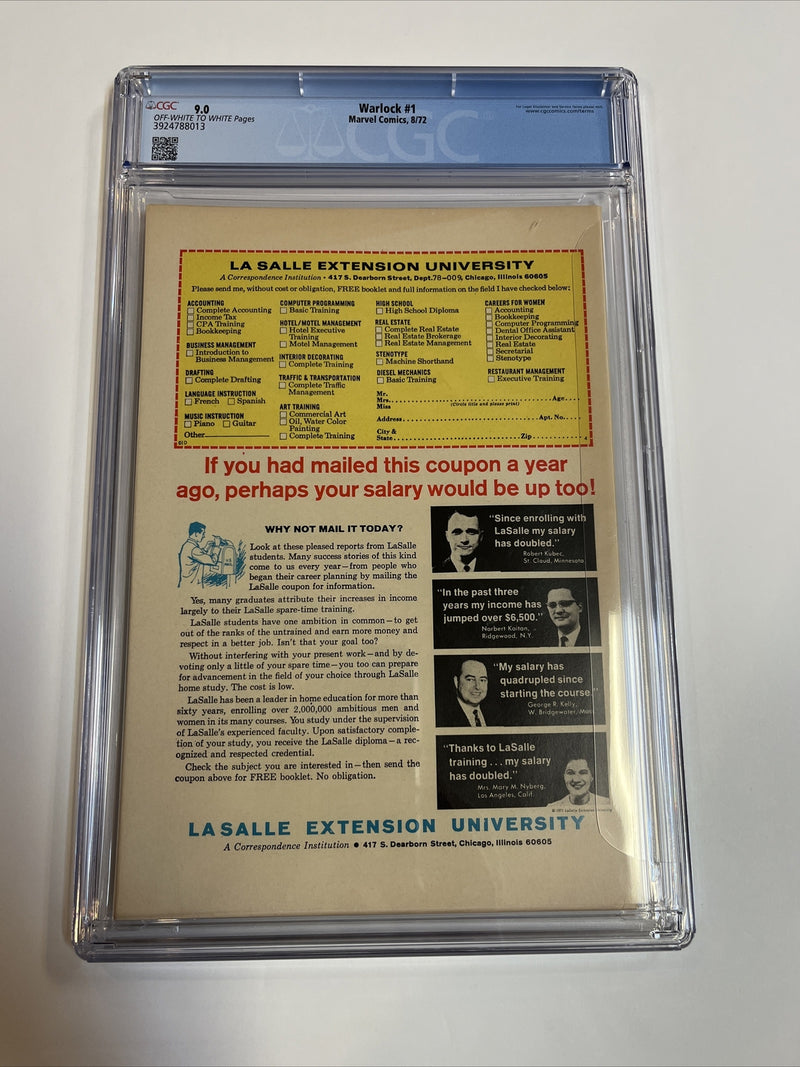 CGC 9.0
OFF-WHITE TO WHITE Pages
3924788013
Warlock #1
Marvel Comics, 8/72
www.cgccomics.com/terms
CGC
LA SALLE EXTENSION UNIVERSITY
A Correspondence Institution • 417 S. Dearborn Street, Dept. 78-009, Chicago, Illinois 60605
Please send me, without cost or obligation, FREE booklet and full information on the field I have checked below:
ACCOUNTING
Complete Accounting
Income Tax
CPA Training
Bookkeeping
BUSINESS MANAGEMENT
Introduction to
Business Management
DRAFTING
Complete Drafting
LANGUAGE INSTRUCTION
French Spanish
MUSIC INSTRUCTION
Piano Guitar
Other
61D
COMPUTER PROGRAMMING
Basic Training
HOTEL/MOTEL MANAGEMENT
Hotel Executive
Training
Motel Management
INTERIOR DECORATING
Complete Training
TRAFFIC & TRANSPORTATION
Complete Traffic
Management
ART TRAINING
Commercial Art
Oil, Water Color
Painting
Complete Training
HIGH SCHOOL
High School Diploma
REAL ESTATE
Complete Real Estate
Real Estate Brokerage
Real Estate Management
STENOTYPE
Machine Shorthand
DIESEL MECHANICS
Basic Training
CAREERS FOR WOMEN
Accounting
Bookkeeping
Computer Programming
Dental Office Assistant
Interior Decorating
Real Estate
Secretarial
Stenotype
RESTAURANT MANAGEMENT
Executive Training
Mr.
Mrs. Age
Miss (Circle title and please print)
Address Apt. No.
City &
State Zip
If you had mailed this coupon a year
ago, perhaps your salary would be up too!
WHY NOT MAIL IT TODAY?
Look at these pleased reports from LaSalle
students. Many success stories of this kind
come to us every year—from people who
began their career planning by mailing the
LaSalle coupon for information.
Yes, many graduates attribute their increases in income
largely to their LaSalle spare-time training.
LaSalle students have one ambition in common—to get
out of the ranks of the untrained and earn more money and
respect in a better job. Isn't that your goal too?
Without interfering with your present work—and by de-
voting only a little of your spare time—you too can prepare
for advancement in the field of your choice through LaSalle
home study. The cost is low.
LaSalle has been a leader in home education for more than
sixty years, enrolling over 2,000,000 ambitious men and
women in its many courses. You study under the supervision
of LaSalle's experienced faculty. Upon satisfactory comple-
tion of your study, you receive the LaSalle diploma—a rec-
ognized and respected credential.
Check the subject you are interested in—then send the
coupon above for FREE booklet. No obligation.
"Since enrolling with
LaSalle my salary
has doubled."
Robert Kubec,
St. Cloud, Minnesota
"In the past three
years my income has
jumped over $6,500."
Norbert Kaitan,
Ridgewood, N.Y.
"My salary has
quadrupled since
starting the course."
George R. Kelly,
W. Bridgewater, Mass.
"Thanks to LaSalle
training . . . my salary
has doubled."
Mrs. Mary M. Nyberg,
Los Angeles, Calif.
LASALLE EXTENSION UNIVERSITY
A Correspondence Institution • 417 S. Dearborn Street, Chicago, Illinois 60605